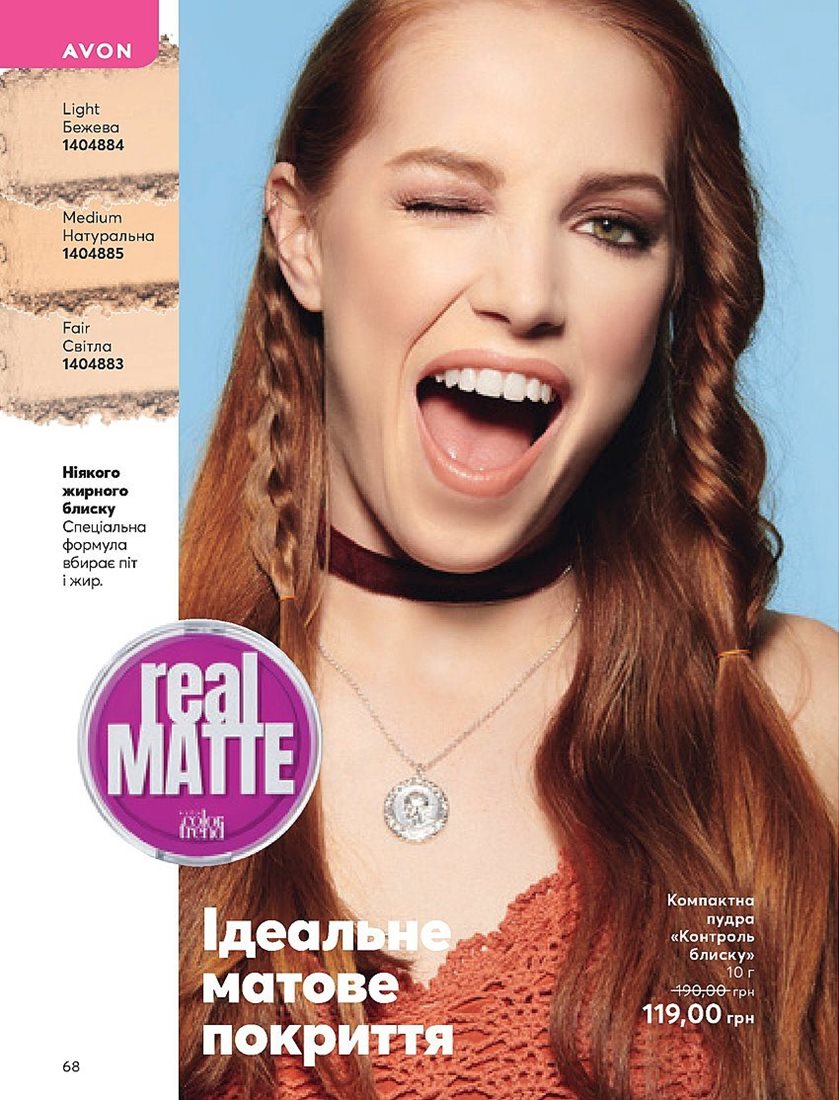 AVON
Light
Бежева
1404884
Medium
Натуральна
1404885
Fair
Світла
1404883
Ніякого
жирного
блиску
Спеціальна
формула
вбирає піт
і жир.
real
MATTE
color
trend
Ідеальне
матове
покриття
Компактна
пудра
«Контроль
блиску»
10 г
190,00 грн
119,00 грн
68